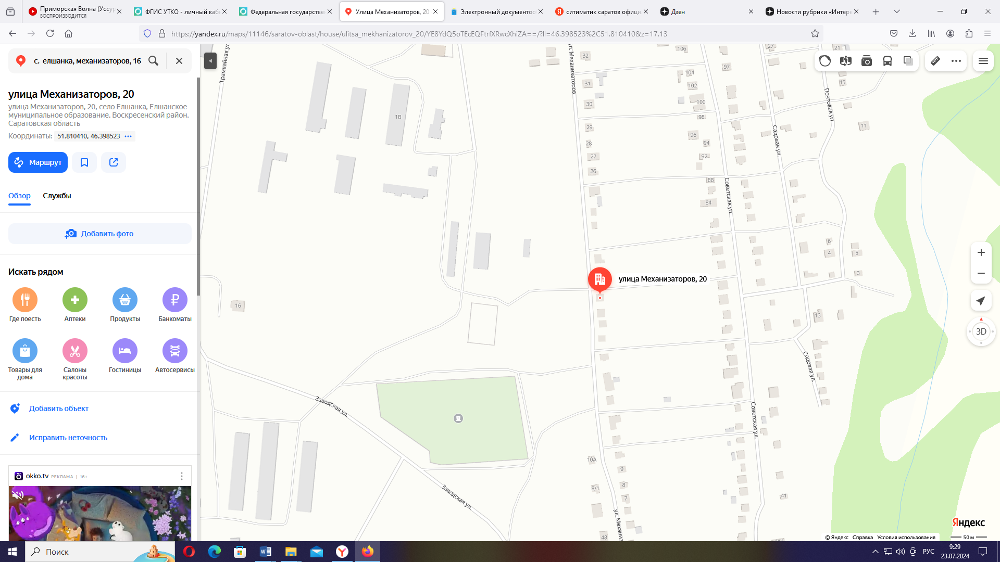 Приморская Волна (Уссур
ВОСПРОИЗВОДИТСЯ
ФГИС УТКО - личный каб
Федеральная государстве
Улица Механизаторов, 20
Электронный документоо
ситиматик саратов офиц
Дзен
Новости рубрики «Интере
https://yandex.ru/maps/11146/saratov-oblast/house/ulitsa_mekhanizatorov_20/YE8YdQ5oTEcEQFtrfXRwcXhiZA==/?ll=46.398523%2C51.810410&z=17.13
с. елшанка, механизаторов, 16
улица Механизаторов, 20
улица Механизаторов, 20, село Елшанка, Елшанское
муниципальное образование, Воскресенский район,
Саратовская область
Координаты: 51.810410, 46.398523
Маршрут
Обзор
Службы
Добавить фото
Искать рядом
Где поесть
Аптеки
Продукты
Банкоматы
Товары для
дома
Салоны
красоты
Гостиницы
Автосервисы
Добавить объект
Исправить неточность
okko.tv РЕКЛАМА | 16+
Трамвайная ул.
ул. Механизаторов
32
106
27
21
97
104
31
102
15
30
100
98
Почтовая ул.
1В
29
11
96
Садовая ул.
28
94
27
92
26
88
Советская ул.
84
6
4
5
3
улица Механизаторов, 20
16
13
3D
Садовая ул.
Заводская ул.
Советская ул.
10А
9
8
8/1
7
41
Заводская ул.
ул. Механиз
48
Яндекс
© Яндекс Справка Условия использования
50 м
Поиск
РУС
9:29
23.07.2024